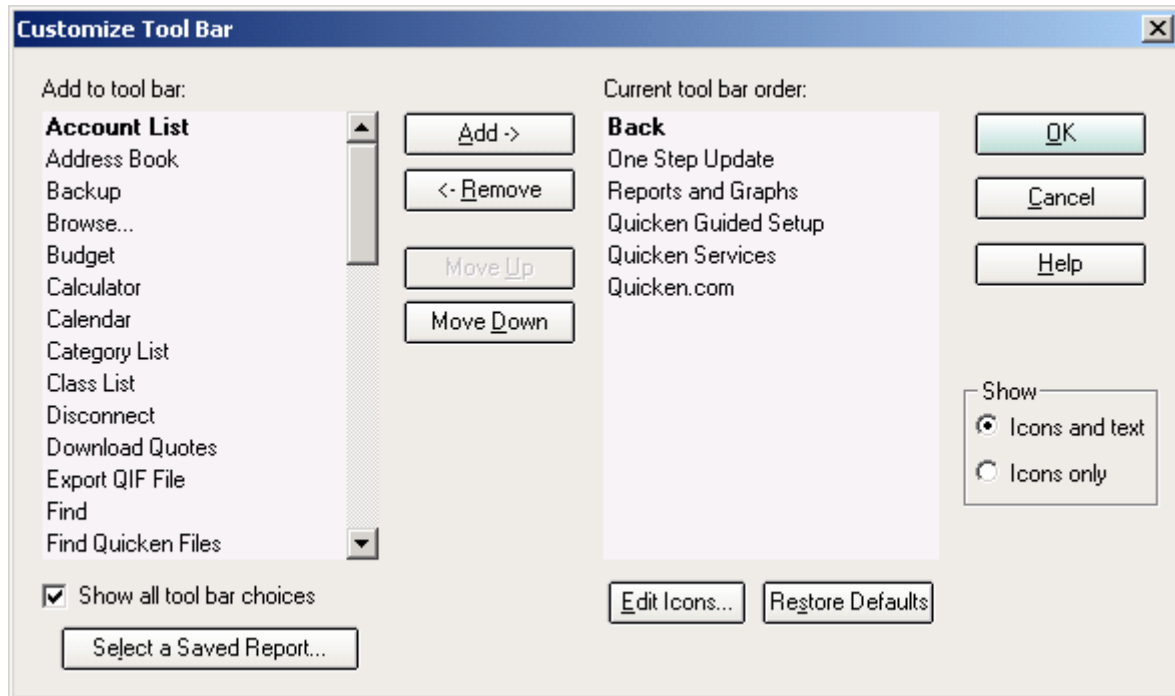 Customize Tool Bar
Add to tool bar:
Account List
Address Book
Backup
Browse...
Budget
Calculator
Calendar
Category List
Class List
Disconnect
Download Quotes
Export QIF File
Find
Find Quicken Files
Show all tool bar choices
Select a Saved Report...
Add ->
<- Remove
Move Up
Move Down
Current tool bar order:
Back
One Step Update
Reports and Graphs
Quicken Guided Setup
Quicken Services
Quicken.com
Edit Icons...
Restore Defaults
OK
Cancel
Help
Show
Icons and text
Icons only